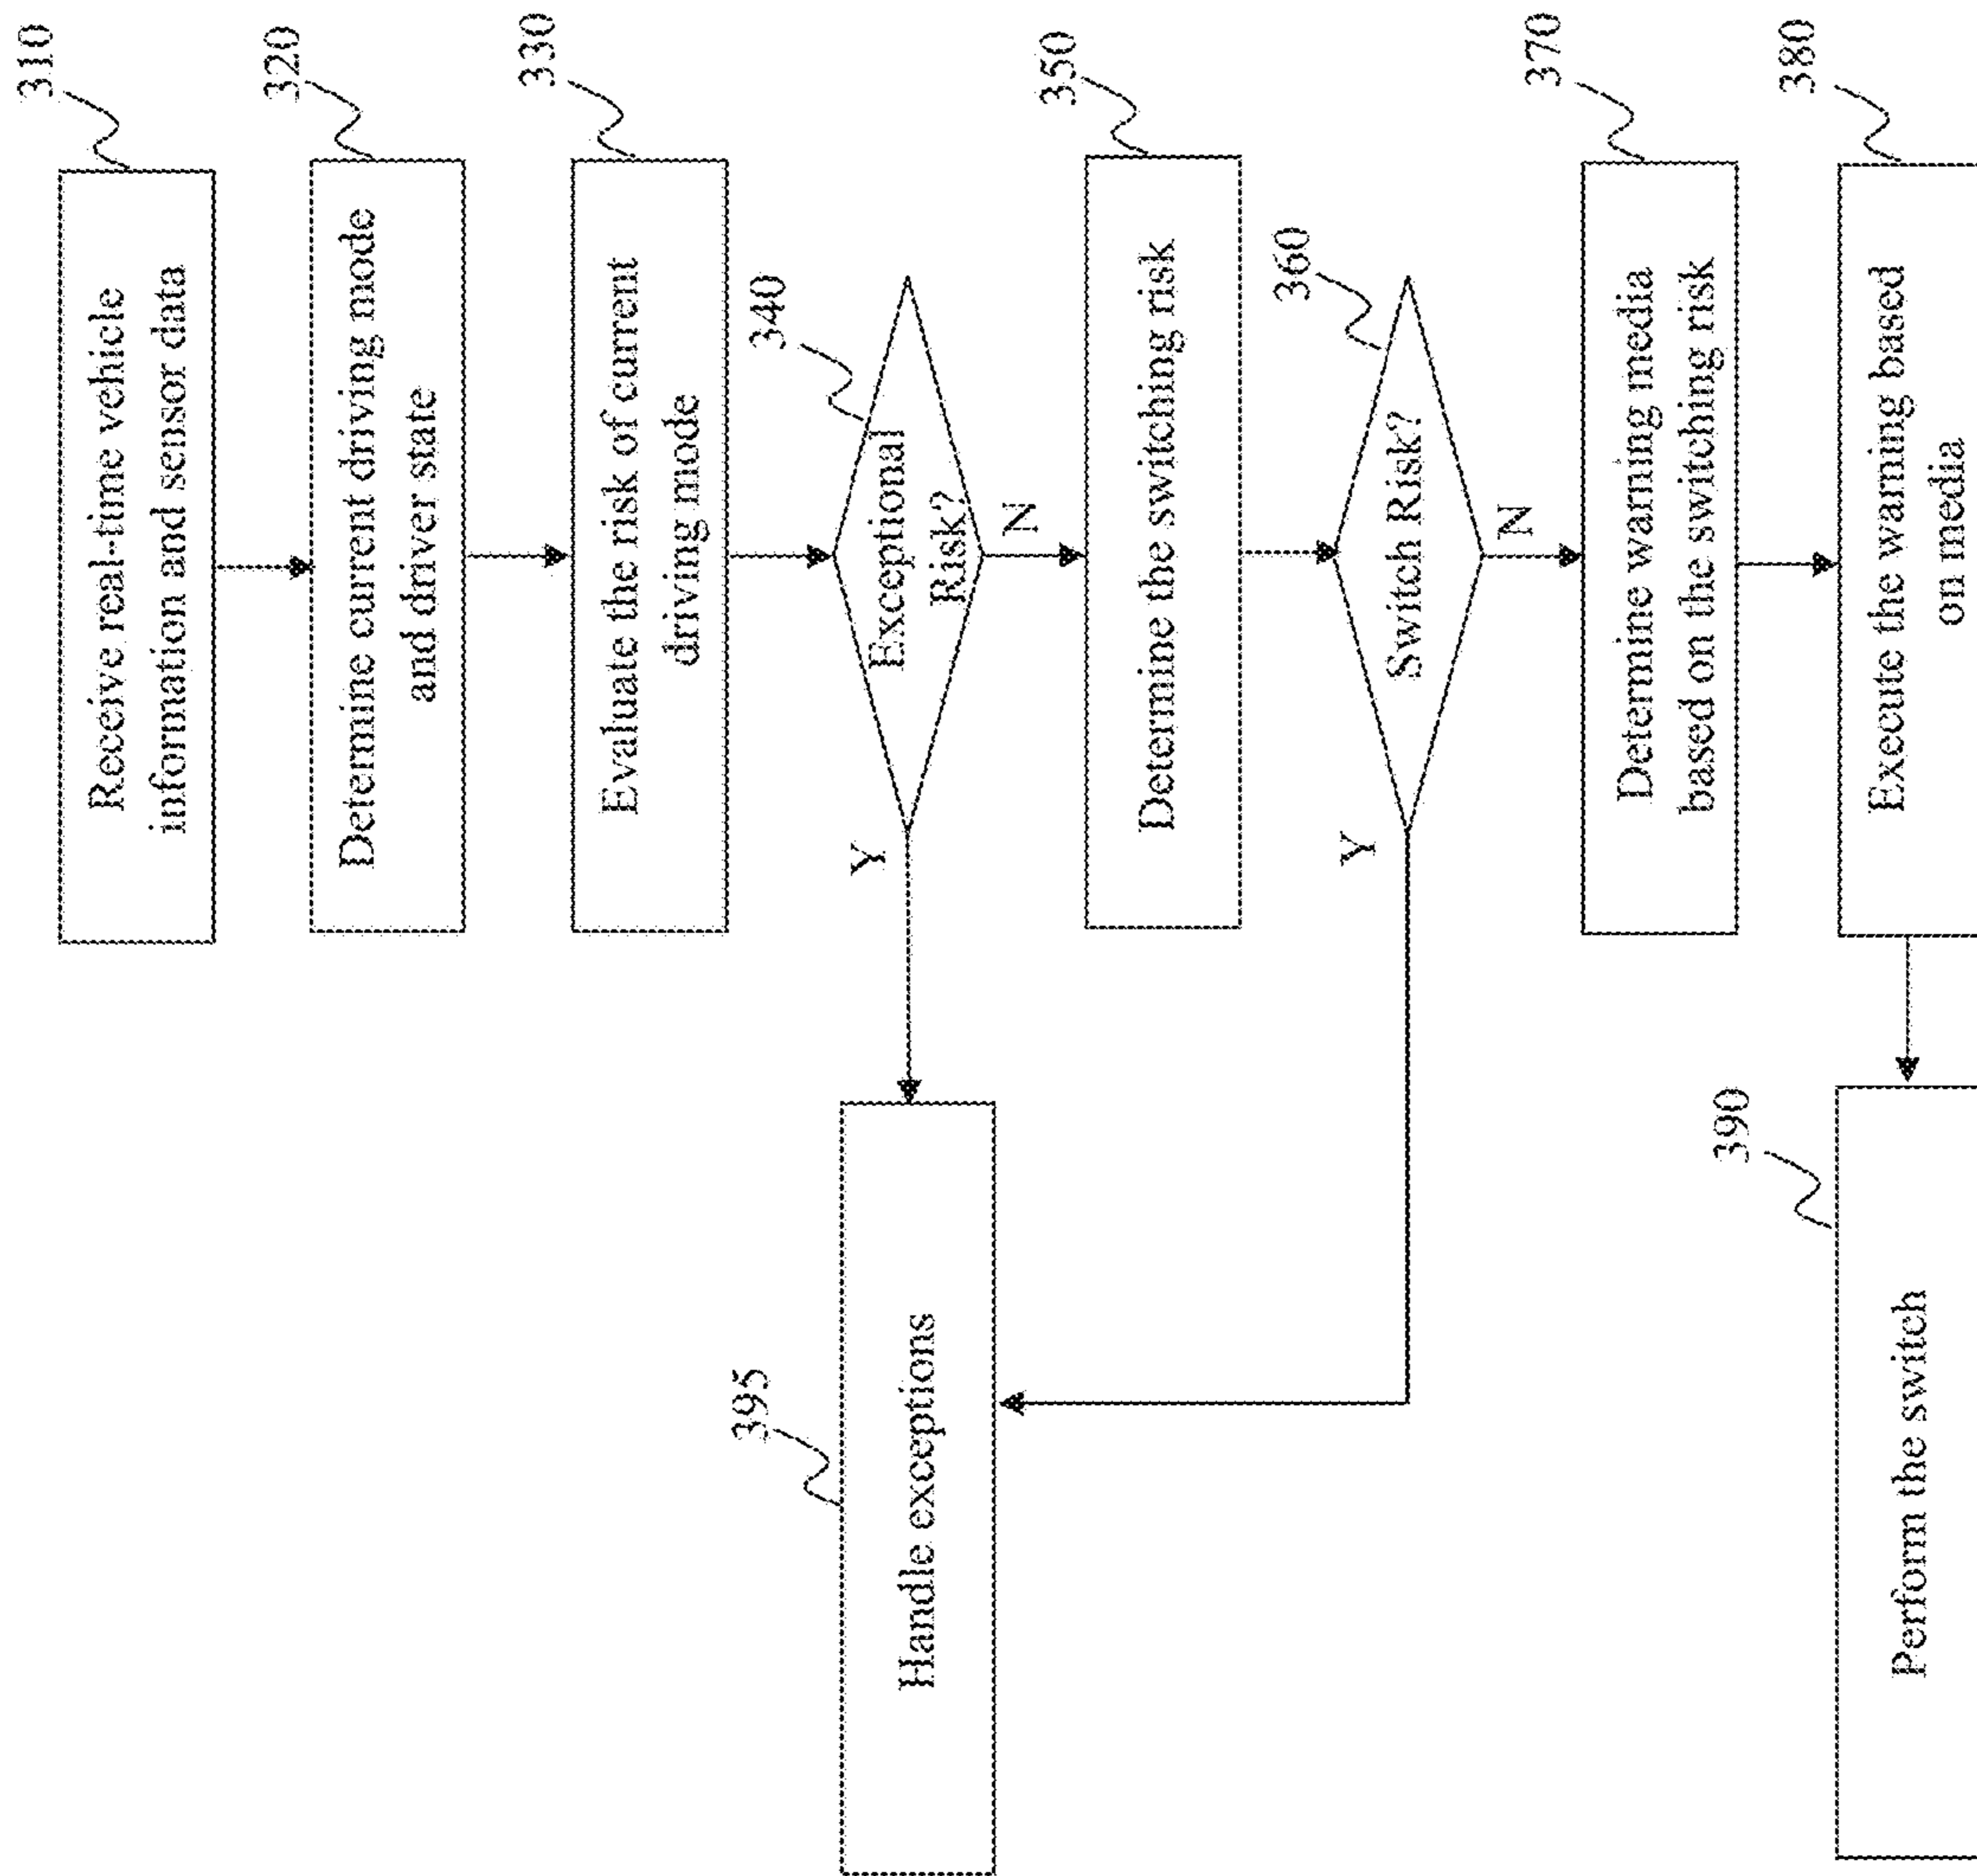 310
Receive real-time vehicle
information and sensor data
320
Determine current driving mode
and driver state
330
Evaluate the risk of current
driving mode
340
Exceptional
Risk?
Y
N
395
Handle exceptions
350
Determine the switching risk
360
Switch Risk?
Y
N
370
Determine warning media
based on the switching risk
380
Execute the waning based
on media
390
Perform the switch